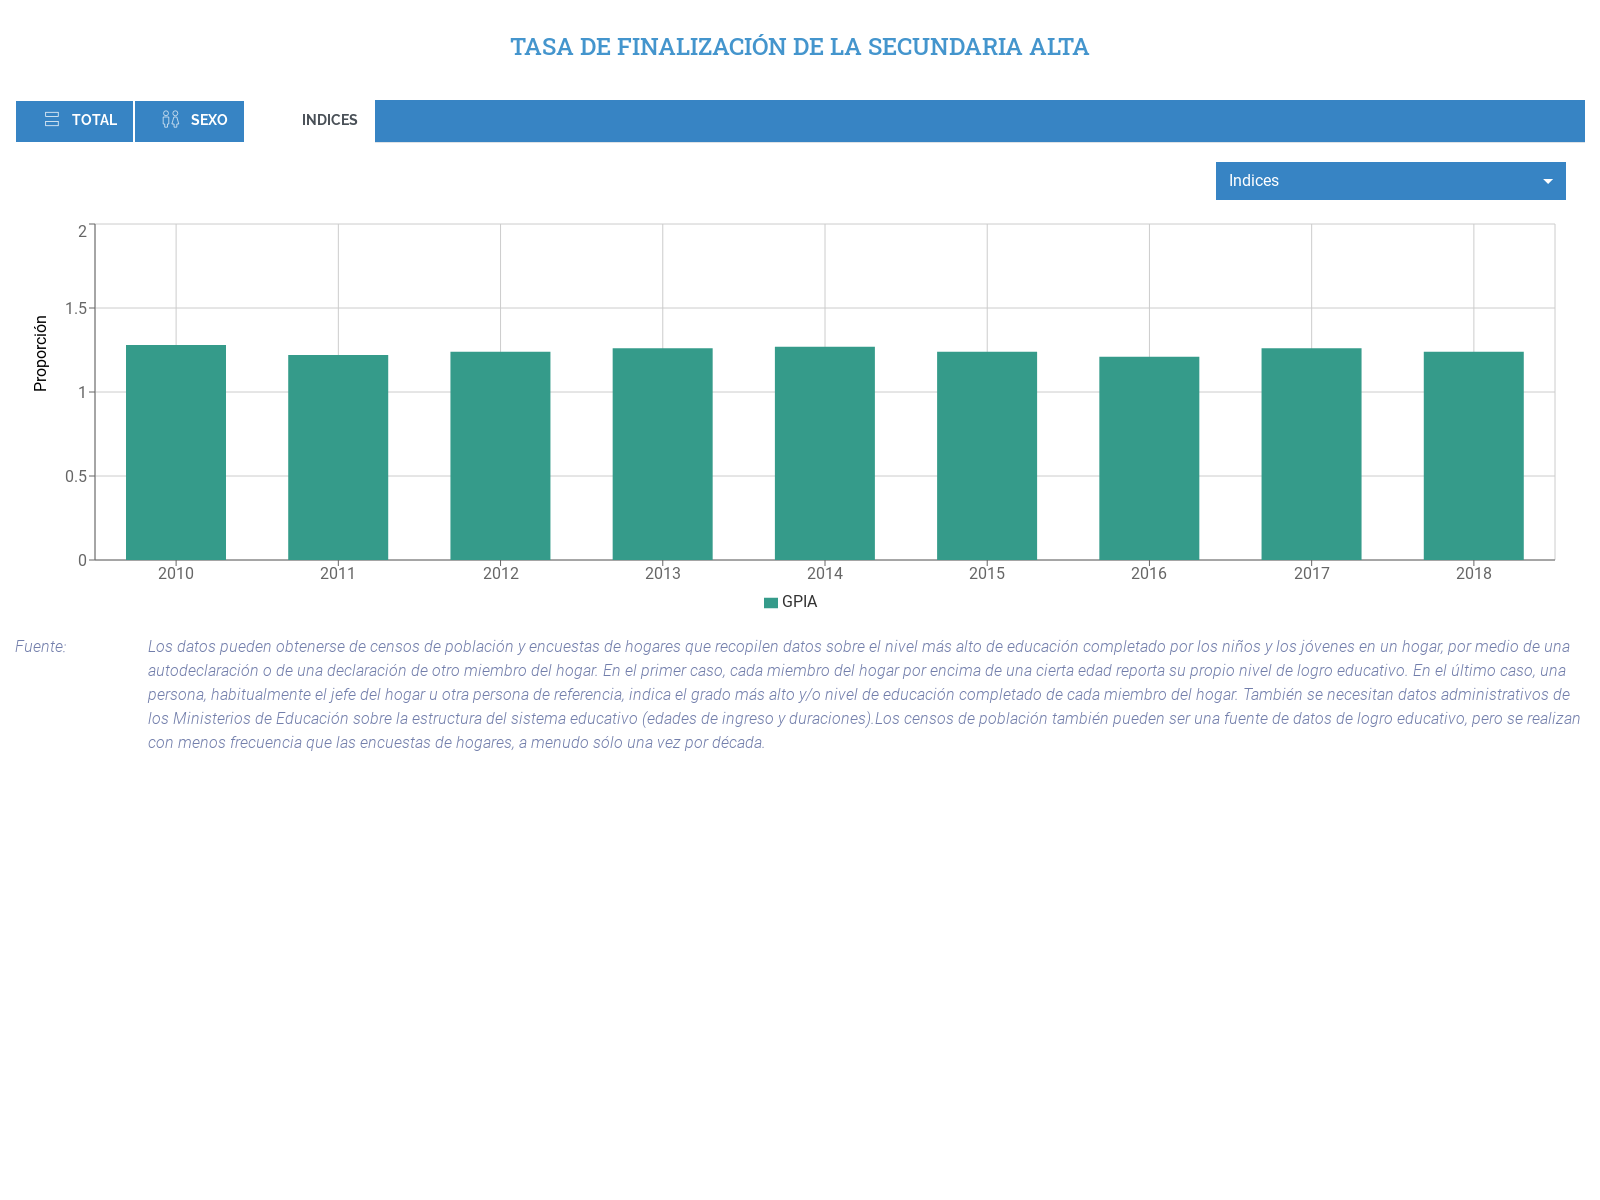 TASA DE FINALIZACIÓN DE LA SECUNDARIA ALTA
TOTAL
SEXO
INDICES
Indices
2
1.5
1
0.5
0
Proporción
2010
2011
2012
2013
2014
2015
2016
2017
2018
GPIA
Fuente:
Los datos pueden obtenerse de censos de población y encuestas de hogares que recopilen datos sobre el nivel más alto de educación completado por los niños y los jóvenes en un hogar, por medio de una
autodeclaración o de una declaración de otro miembro del hogar. En el primer caso, cada miembro del hogar por encima de una cierta edad reporta su propio nivel de logro educativo. En el último caso, una
persona, habitualmente el jefe del hogar u otra persona de referencia, indica el grado más alto y/o nivel de educación completado de cada miembro del hogar. También se necesitan datos administrativos de
los Ministerios de Educación sobre la estructura del sistema educativo (edades de ingreso y duraciones).Los censos de población también pueden ser una fuente de datos de logro educativo, pero se realizan
con menos frecuencia que las encuestas de hogares, a menudo sólo una vez por década.